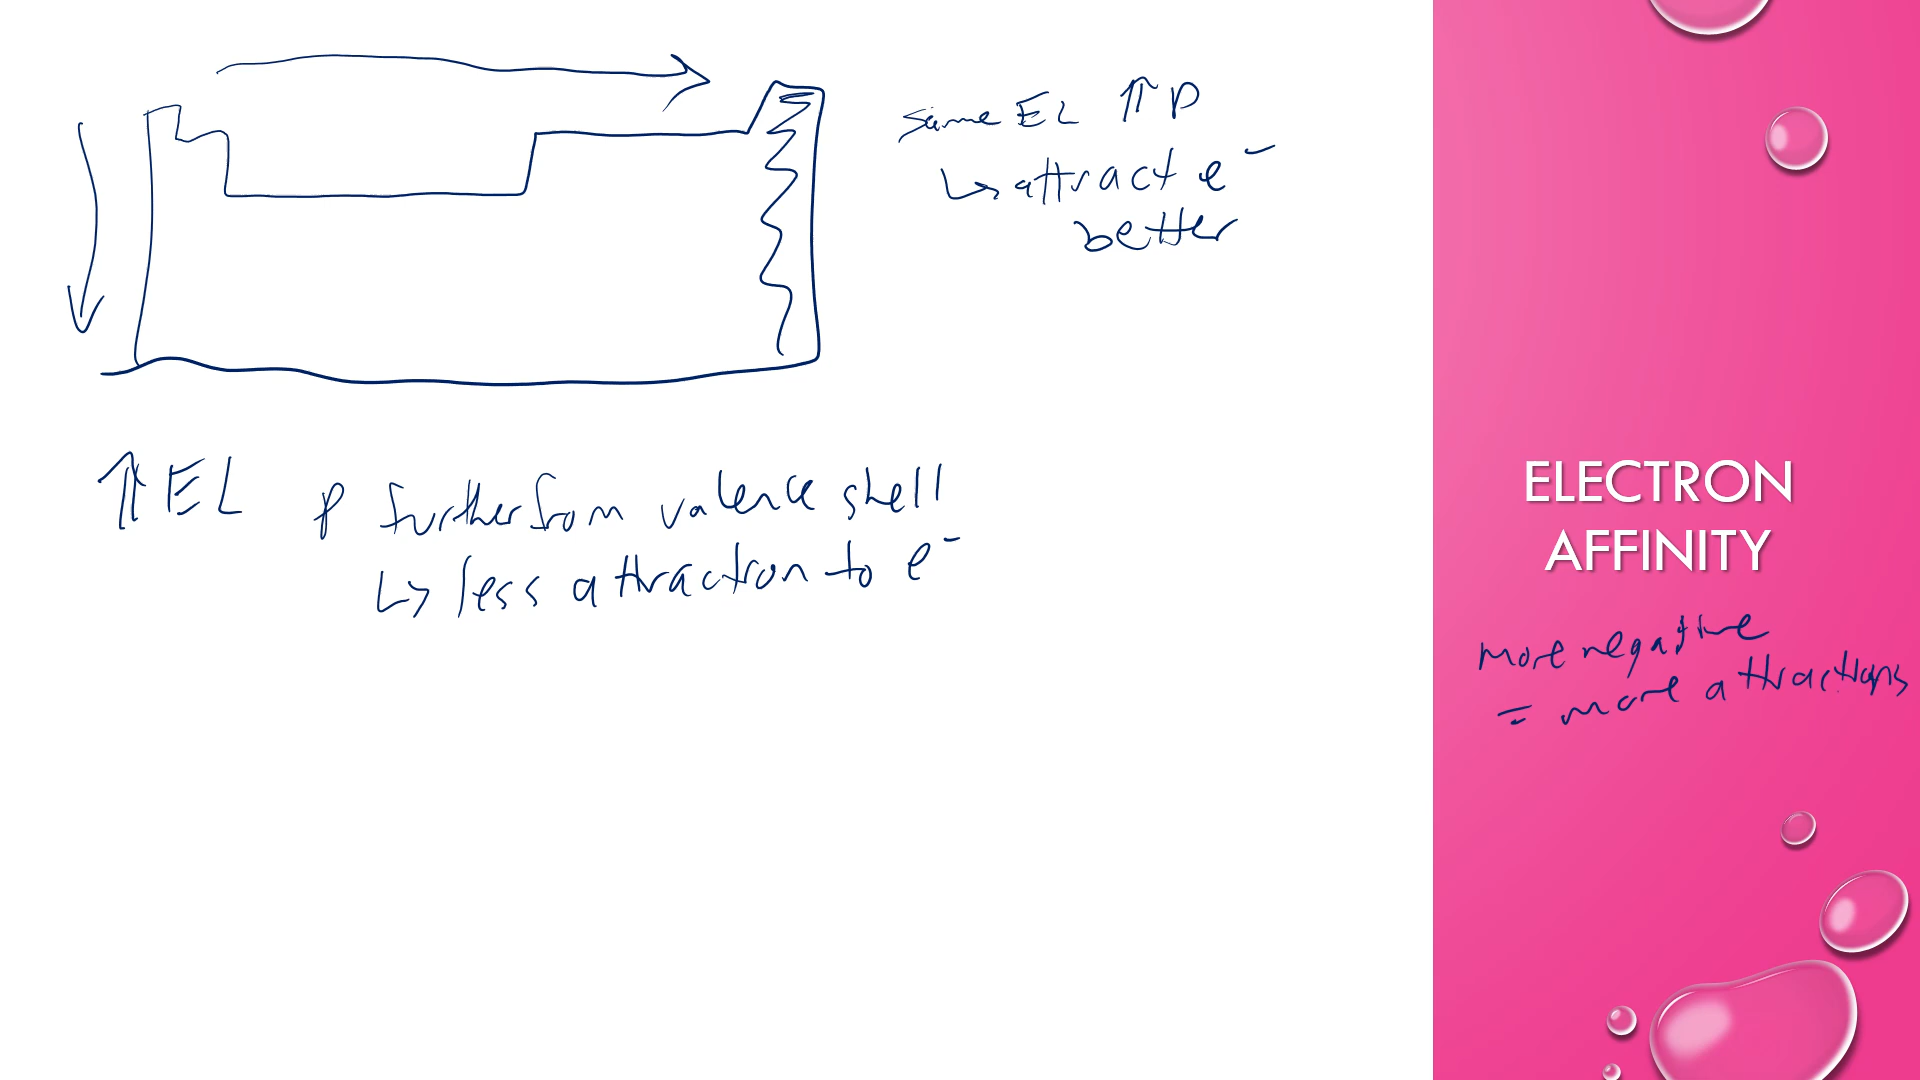 same EL ⇑ p
↳ attract e⁻
better
⇑ EL p further from valence shell
↳ less attraction to e⁻
ELECTRON
AFFINITY
more negative
= more attractions